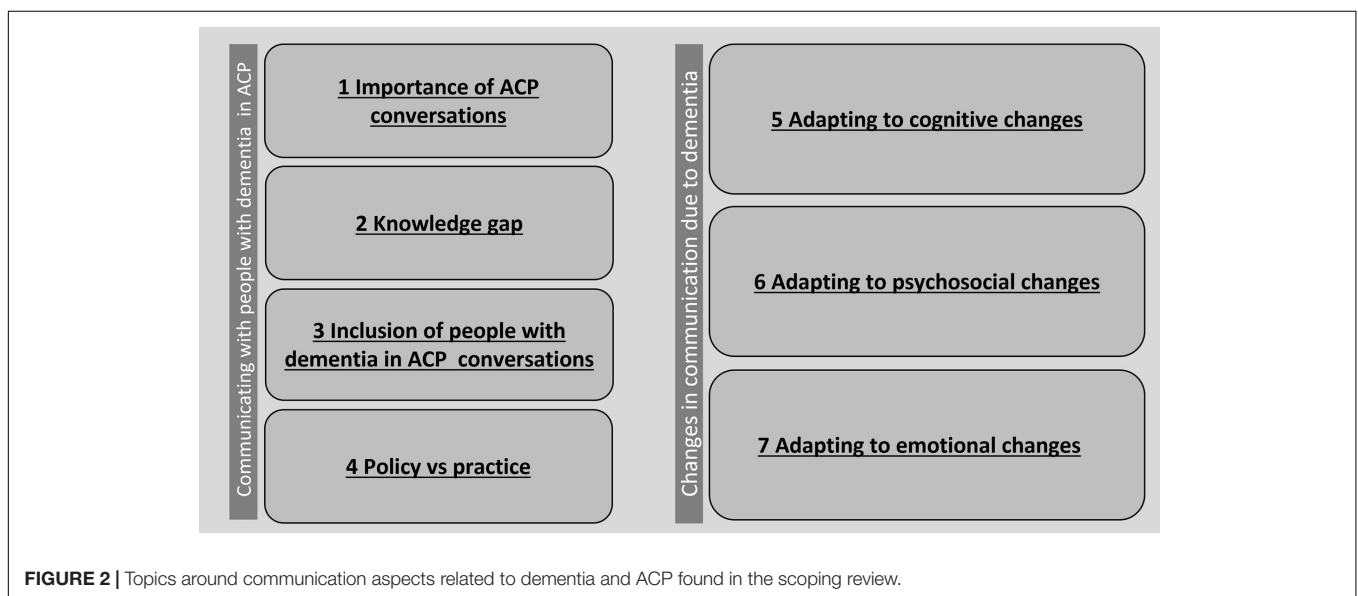 Communicating with people with dementia in ACP
1 Importance of ACP
conversations
2 Knowledge gap
3 Inclusion of people with
dementia in ACP conversations
4 Policy vs practice
Changes in communication due to dementia
5 Adapting to cognitive changes
6 Adapting to psychosocial changes
7 Adapting to emotional changes
FIGURE 2 | Topics around communication aspects related to dementia and ACP found in the scoping review.